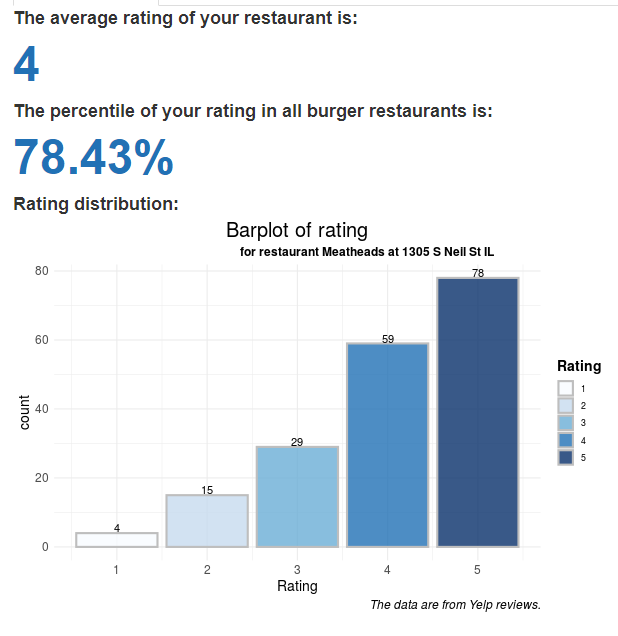 The average rating of your restaurant is:
4
The percentile of your rating in all burger restaurants is:
78.43%
Rating distribution:
Barplot of rating
for restaurant Meatheads at 1305 S Neil St IL
80
60
40
20
0
count
4
15
29
59
78
1 2 3 4 5
Rating
Rating
1
2
3
4
5
The data are from Yelp reviews.